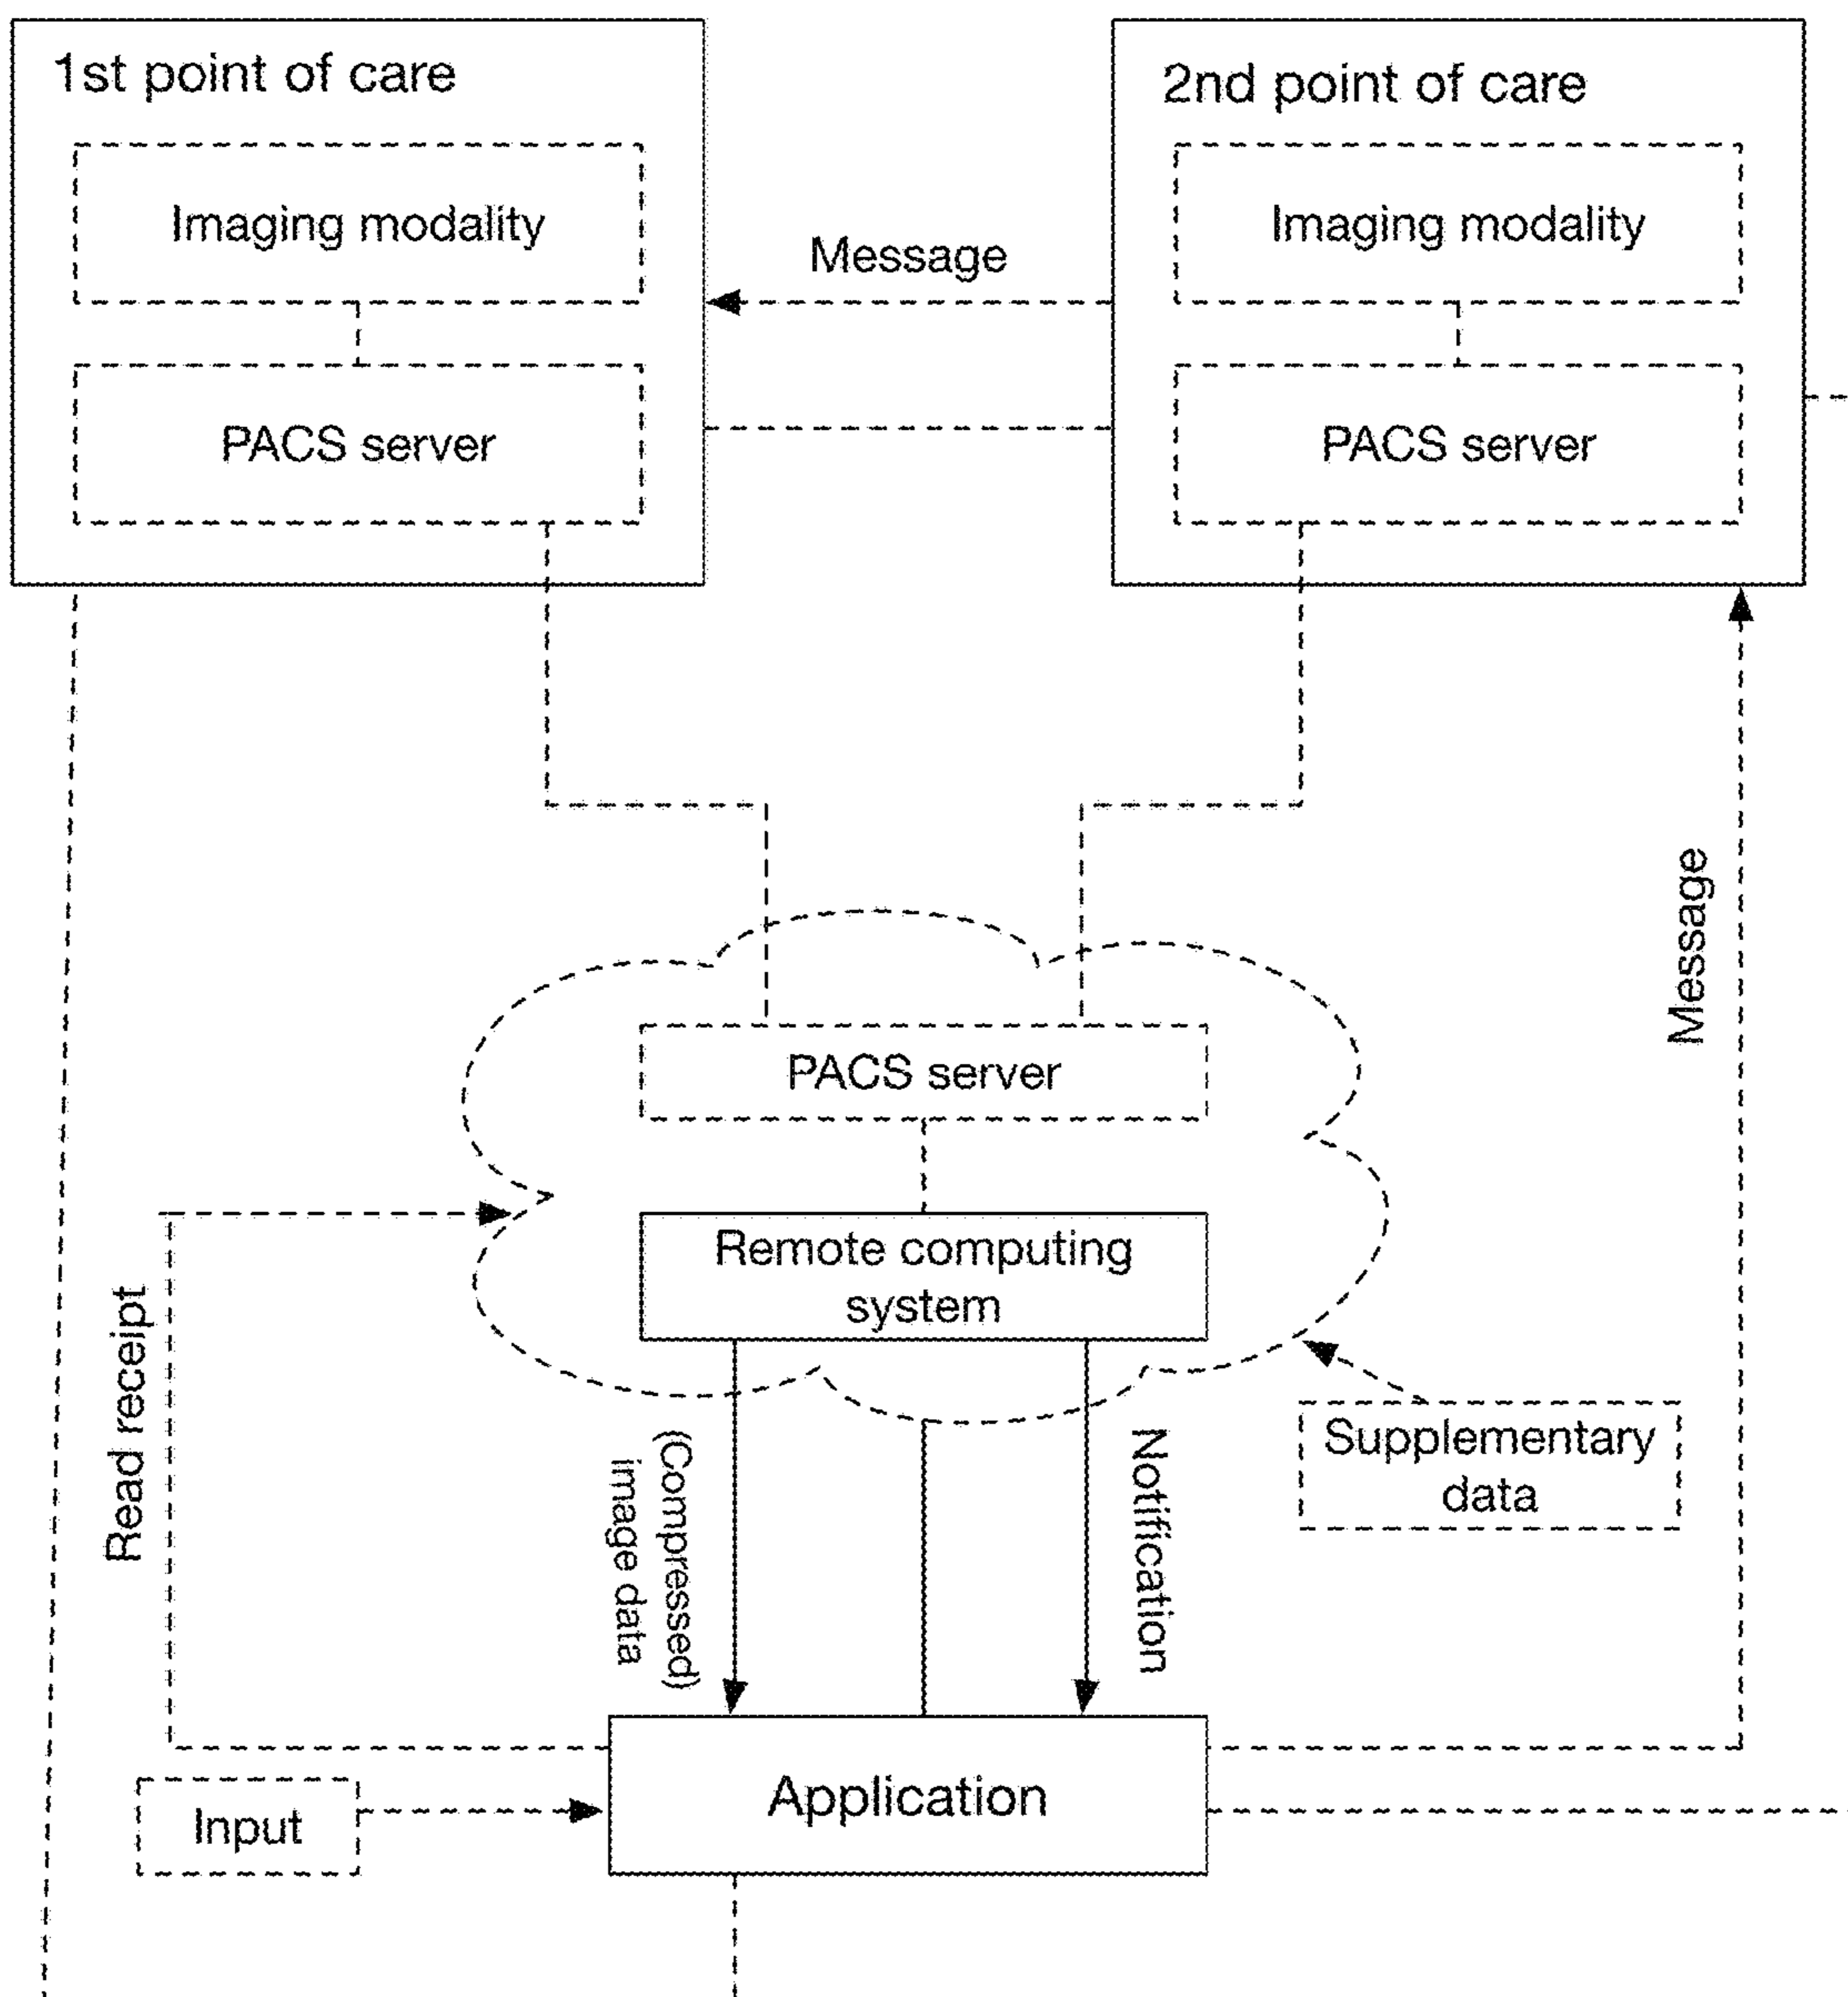 1st point of care
Imaging modality
PACS server
2nd point of care
Imaging modality
PACS server
Message
Message
PACS server
Remote computing
system
Read receipt
(Compressed)
image data
Notification
Supplementary
data
Input
Application